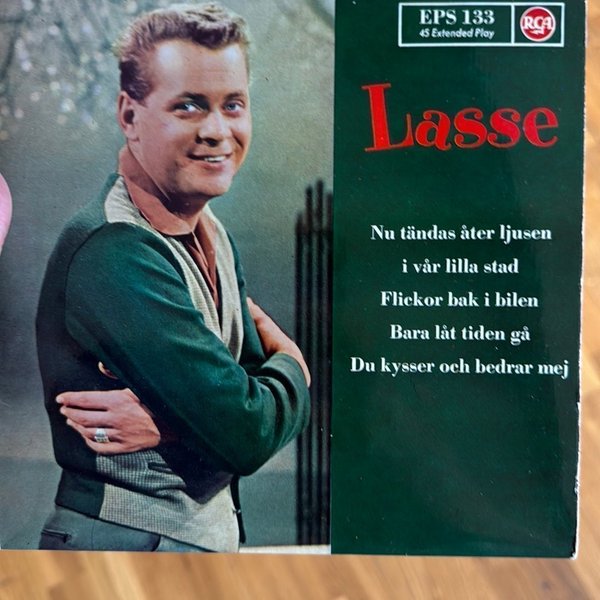 EPS 133
45 Extended Play
RCA
Lasse
Nu tändas åter ljusen
i vår lilla stad
Flickor bak i bilen
Bara låt tiden gå
Du kysser och bedrar mej